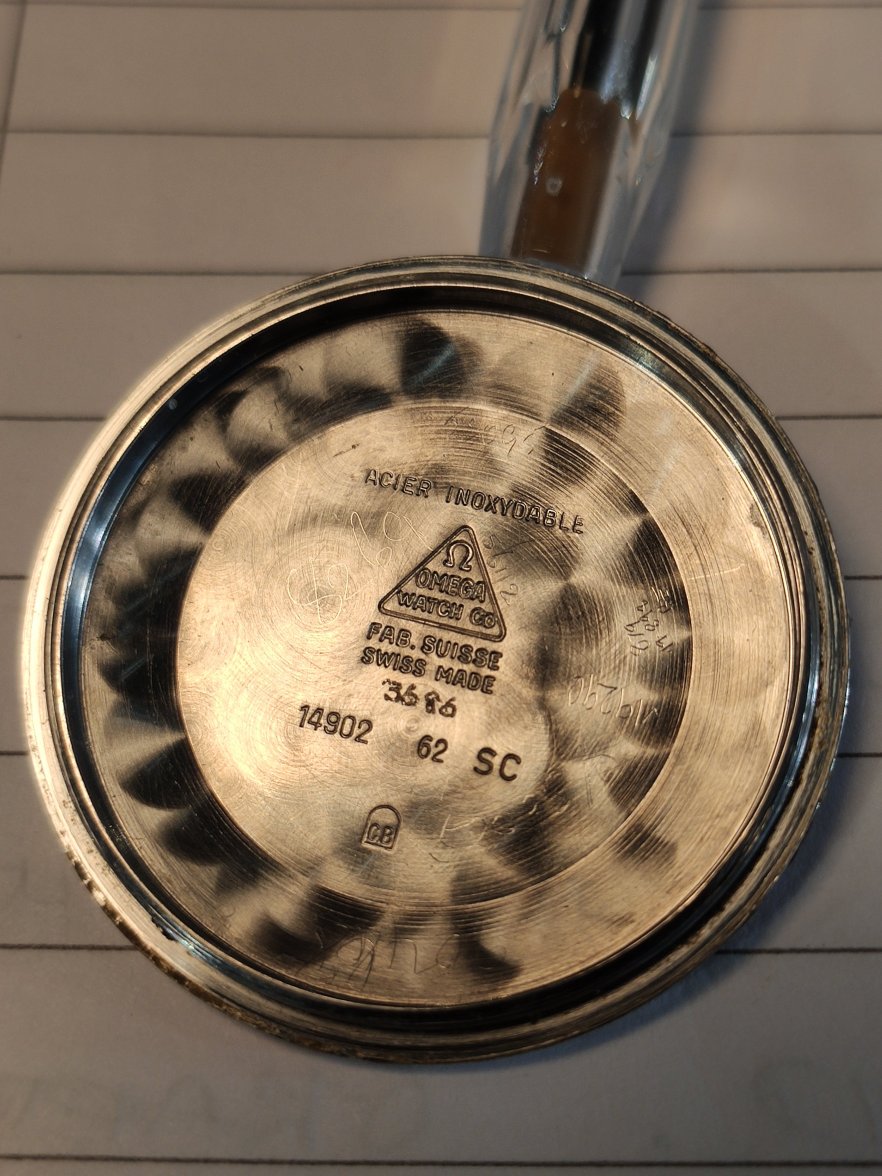 ACIER INOXYDABLE
Ω
OMEGA
WATCH Co
FAB. SUISSE
SWISS MADE
14902 62 SC
CB